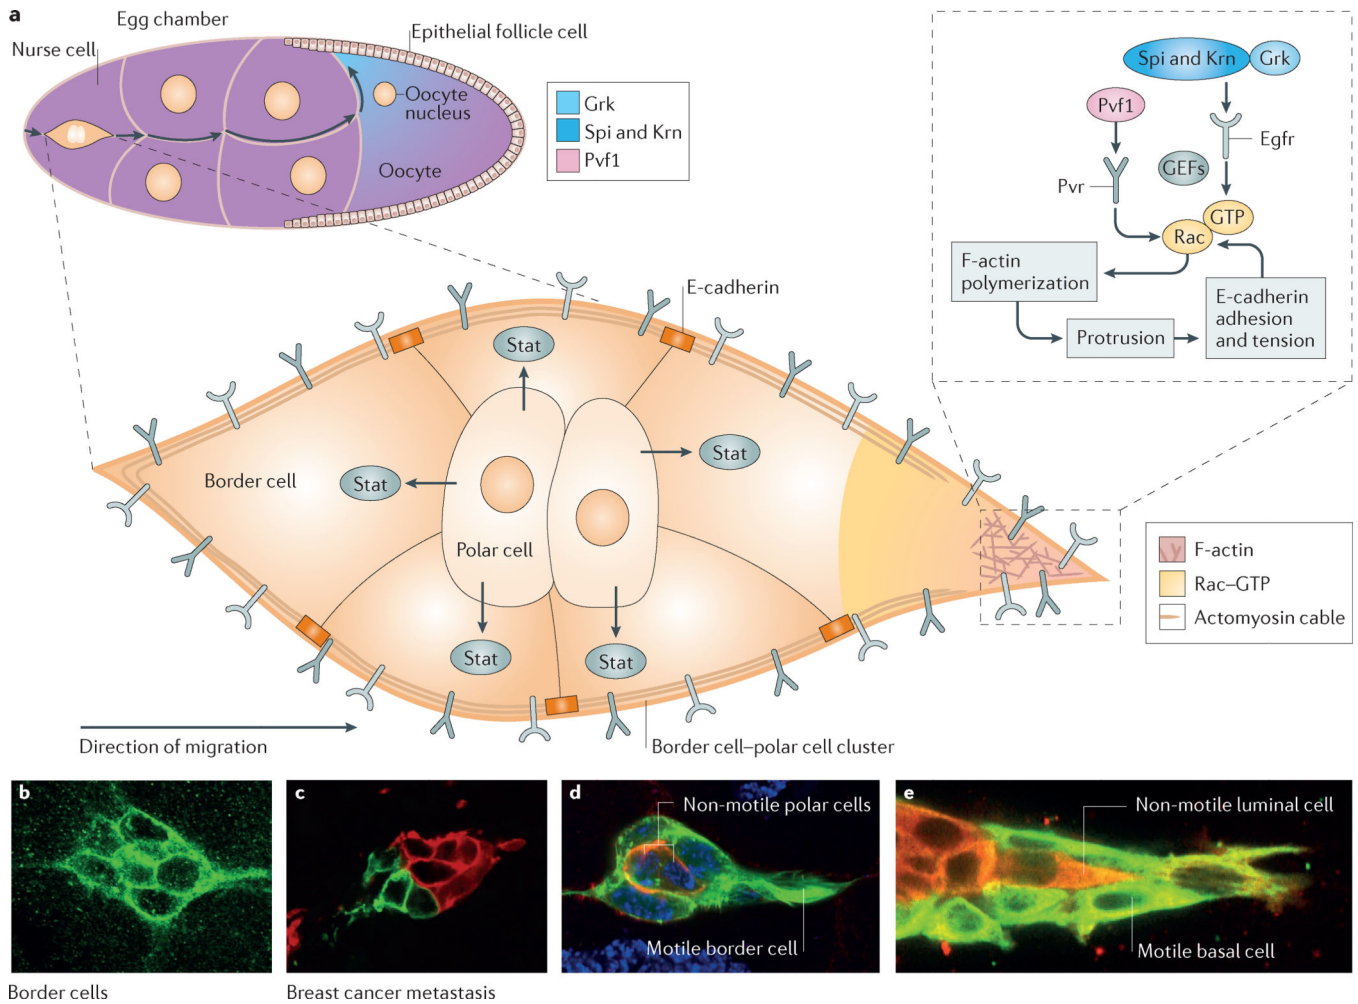 a
Egg chamber
Nurse cell
Epithelial follicle cell
Oocyte
nucleus
Oocyte
Grk
Spi and Krn
Pvf1
Spi and Krn
Grk
Pvf1
Egfr
GEFs
Pvr
GTP
Rac
F-actin
polymerization
E-cadherin
adhesion
and tension
Protrusion
E-cadherin
Stat
Stat
Stat
Border cell
Polar cell
Stat
Stat
F-actin
Rac–GTP
Actomyosin cable
Direction of migration
Border cell–polar cell cluster
b
c
d
Non-motile polar cells
Motile border cell
e
Non-motile luminal cell
Motile basal cell
Border cells
Breast cancer metastasis